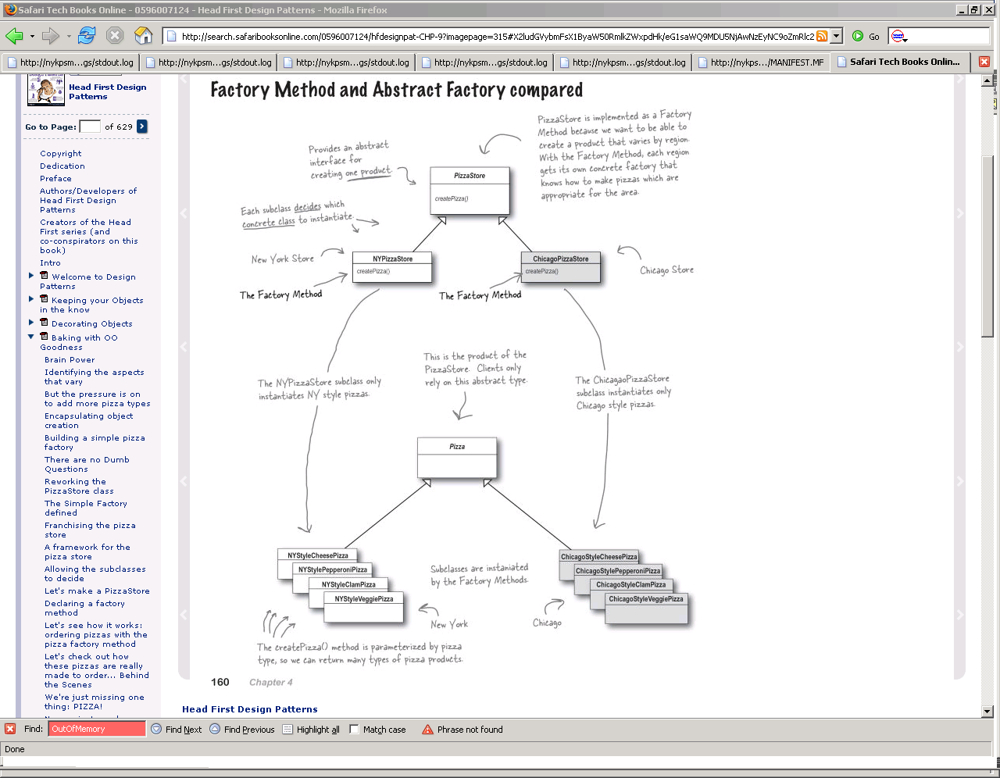 Safari Tech Books Online - 0596007124 - Head First Design Patterns - Mozilla Firefox
http://search.safaribooksonline.com/0596007124/hfdesignpat-CHP-9?imagepage=315#X2ludGVybmFsX1ByaW50RmlkZWxpdHk/eG1saWQ9MDU5NjAwNzEyNC9oZmRlc2
Go
http://nykpsm...gs/stdout.log
http://nykpsm...gs/stdout.log
http://nykpsm...gs/stdout.log
http://nykpsm...gs/stdout.log
http://nykpsm...gs/stdout.log
http://nykps.../MANIFEST.MF
Safari Tech Books Onlin...
Head First Design
Patterns
Go to Page:
of 629
Copyright
Dedication
Preface
Authors/Developers of
Head First Design
Patterns
Creators of the Head
First series (and
co-conspirators on this
book)
Intro
Welcome to Design
Patterns
Keeping your Objects
in the know
Decorating Objects
Baking with OO
Goodness
Brain Power
Identifying the aspects
that vary
But the pressure is on
to add more pizza types
Encapsulating object
creation
Building a simple pizza
factory
There are no Dumb
Questions
Reworking the
PizzaStore class
The Simple Factory
defined
Franchising the pizza
store
A framework for the
pizza store
Allowing the subclasses
to decide
Let's make a PizzaStore
Declaring a factory
method
Let's see how it works:
ordering pizzas with the
pizza factory method
Let's check out how
these pizzas are really
made to order... Behind
the Scenes
We're just missing one
thing: PIZZA!
Factory Method and Abstract Factory compared
PizzaStore is implemented as a Factory
Method because we want to be able to
create a product that varies by region.
With the Factory Method, each region
gets its own concrete factory that
knows how to make pizzas which are
appropriate for the area.
Provides an abstract
interface for
creating one product.
PizzaStore
createPizza()
Each subclass decides which
concrete class to instantiate.
New York Store
NYPizzaStore
createPizza()
ChicagoPizzaStore
createPizza()
Chicago Store
The Factory Method
The Factory Method
This is the product of the
PizzaStore. Clients only
rely on this abstract type.
The NYPizzaStore subclass only
instantiates NY style pizzas.
The ChicagaoPizzaStore
subclass instantiates only
Chicago style pizzas.
Pizza
NYStyleCheesePizza
NYStylePepperoniPizza
NYStyleClamPizza
NYStyleVeggiePizza
Subclasses are instaniated
by the Factory Methods.
ChicagoStyleCheesePizza
ChicagoStylePepperoniPizza
ChicagoStyleClamPizza
ChicagoStyleVeggiePizza
New York
Chicago
The createPizza() method is parameterized by pizza
type, so we can return many types of pizza products.
160 Chapter 4
Head First Design Patterns
Find: OutOfMemory Find Next Find Previous Highlight all Match case Phrase not found
Done